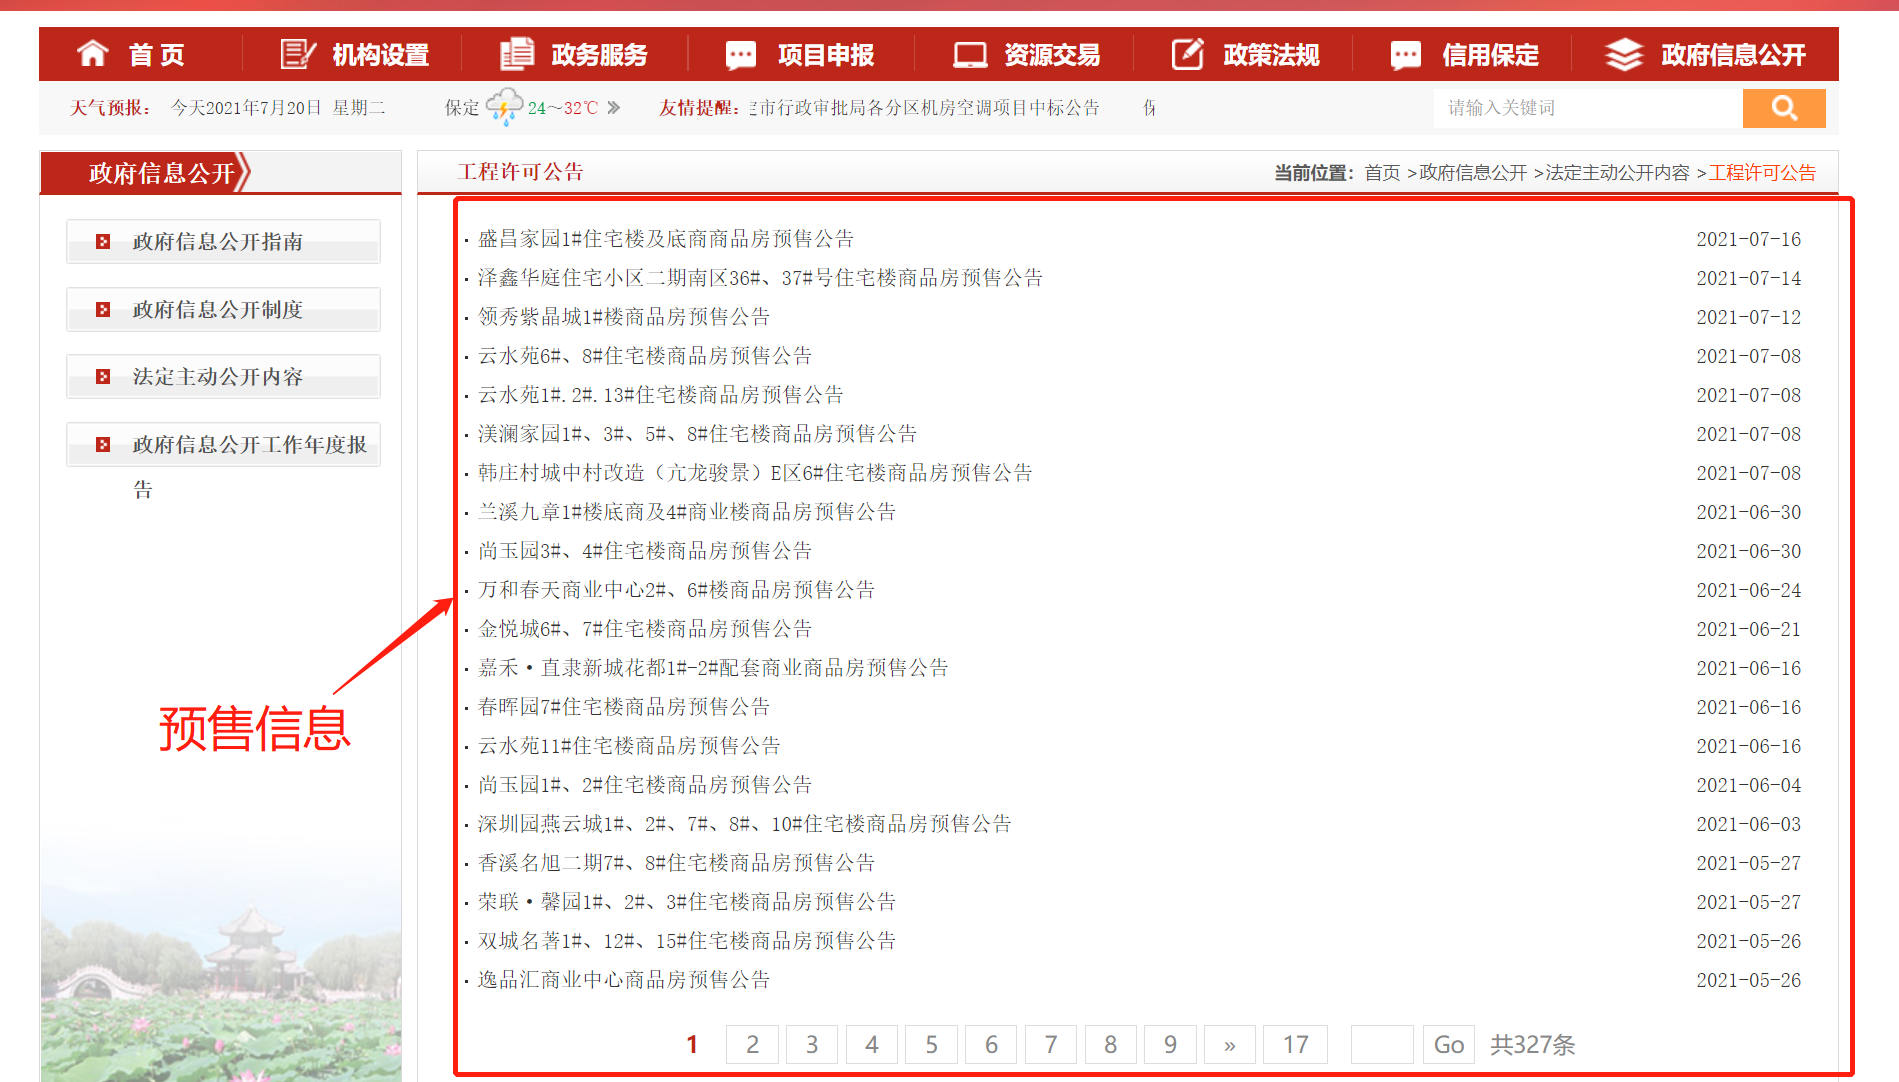 首 页 机构设置 政务服务 项目申报 资源交易 政策法规 信用保定 政府信息公开
天气预报： 今天2021年7月20日 星期二 保定 24～32℃ 友情提醒： 市行政审批局各分区机房空调项目中标公告 请输入关键词
政府信息公开
政府信息公开指南
政府信息公开制度
法定主动公开内容
政府信息公开工作年度报
告
预售信息
工程许可公告 当前位置： 首页 >政府信息公开 >法定主动公开内容 >工程许可公告
· 盛昌家园1#住宅楼及底商商品房预售公告 2021-07-16
· 泽鑫华庭住宅小区二期南区36#、37#号住宅楼商品房预售公告 2021-07-14
· 领秀紫晶城1#楼商品房预售公告 2021-07-12
· 云水苑6#、8#住宅楼商品房预售公告 2021-07-08
· 云水苑1#.2#.13#住宅楼商品房预售公告 2021-07-08
· 渼澜家园1#、3#、5#、8#住宅楼商品房预售公告 2021-07-08
· 韩庄村城中村改造（亢龙骏景）E区6#住宅楼商品房预售公告 2021-07-08
· 兰溪九章1#楼底商及4#商业楼商品房预售公告 2021-06-30
· 尚玉园3#、4#住宅楼商品房预售公告 2021-06-30
· 万和春天商业中心2#、6#楼商品房预售公告 2021-06-24
· 金悦城6#、7#住宅楼商品房预售公告 2021-06-21
· 嘉禾•直隶新城花都1#-2#配套商业商品房预售公告 2021-06-16
· 春晖园7#住宅楼商品房预售公告 2021-06-16
· 云水苑11#住宅楼商品房预售公告 2021-06-16
· 尚玉园1#、2#住宅楼商品房预售公告 2021-06-04
· 深圳园燕云城1#、2#、7#、8#、10#住宅楼商品房预售公告 2021-06-03
· 香溪名旭二期7#、8#住宅楼商品房预售公告 2021-05-27
· 荣联•馨园1#、2#、3#住宅楼商品房预售公告 2021-05-27
· 双城名著1#、12#、15#住宅楼商品房预售公告 2021-05-26
· 逸品汇商业中心商品房预售公告 2021-05-26
1 2 3 4 5 6 7 8 9 » 17 Go 共327条